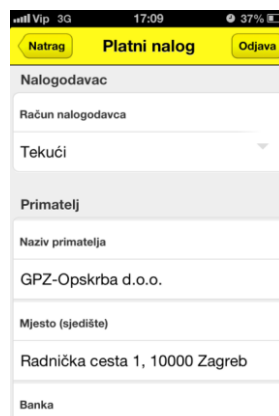 Vip 3G 17:09 37%
Natrag Platni nalog Odjava
Nalogodavac
Račun nalogodavca
Tekući
Primatelj
Naziv primatelja
GPZ-Opskrba d.o.o.
Mjesto (sjedište)
Radnička cesta 1, 10000 Zagreb
Banka